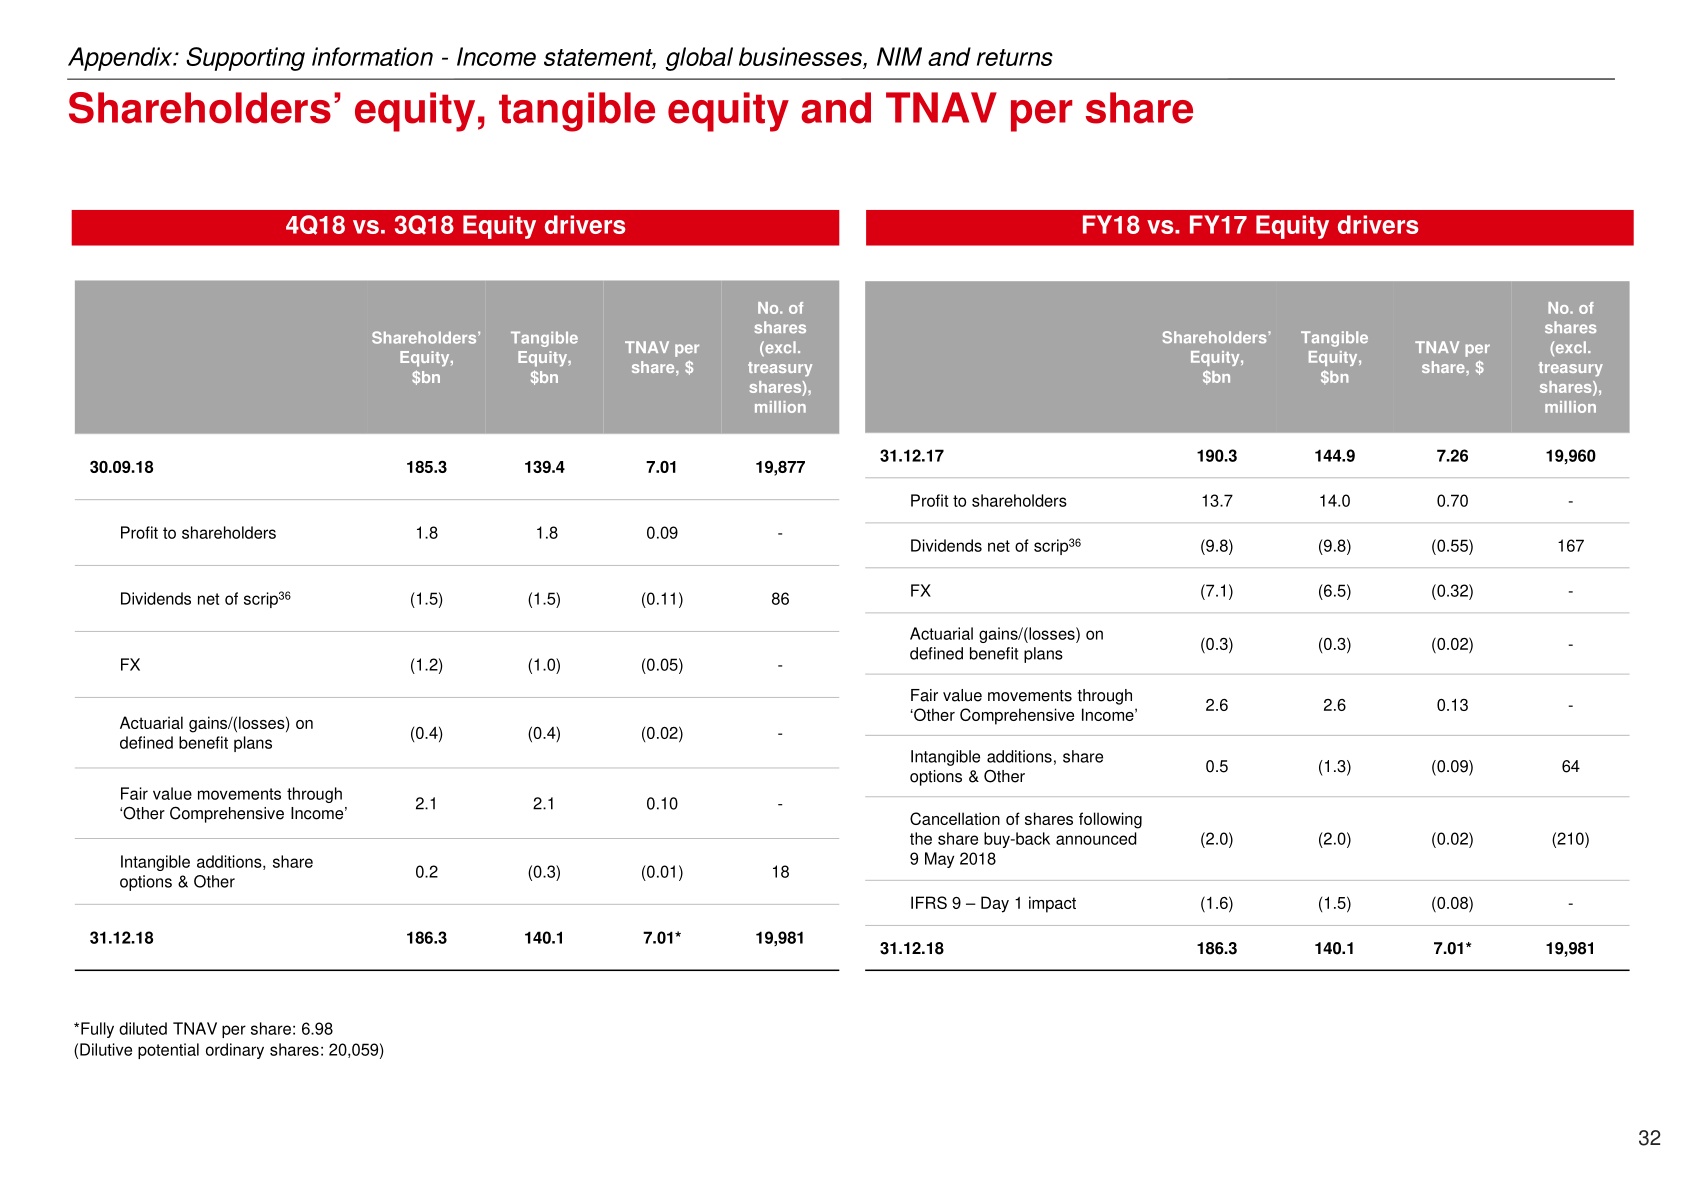 Appendix: Supporting information - Income statement, global businesses, NIM and returns
Shareholders’ equity, tangible equity and TNAV per share
4Q18 vs. 3Q18 Equity drivers
Shareholders’ Equity, $bn Tangible Equity, $bn TNAV per share, $ No. of shares (excl. treasury shares), million
30.09.18 185.3 139.4 7.01 19,877
Profit to shareholders 1.8 1.8 0.09 -
Dividends net of scrip36 (1.5) (1.5) (0.11) 86
FX (1.2) (1.0) (0.05) -
Actuarial gains/(losses) on defined benefit plans (0.4) (0.4) (0.02) -
Fair value movements through ‘Other Comprehensive Income’ 2.1 2.1 0.10 -
Intangible additions, share options & Other 0.2 (0.3) (0.01) 18
31.12.18 186.3 140.1 7.01* 19,981
FY18 vs. FY17 Equity drivers
Shareholders’ Equity, $bn Tangible Equity, $bn TNAV per share, $ No. of shares (excl. treasury shares), million
31.12.17 190.3 144.9 7.26 19,960
Profit to shareholders 13.7 14.0 0.70 -
Dividends net of scrip36 (9.8) (9.8) (0.55) 167
FX (7.1) (6.5) (0.32) -
Actuarial gains/(losses) on defined benefit plans (0.3) (0.3) (0.02) -
Fair value movements through ‘Other Comprehensive Income’ 2.6 2.6 0.13 -
Intangible additions, share options & Other 0.5 (1.3) (0.09) 64
Cancellation of shares following the share buy-back announced 9 May 2018 (2.0) (2.0) (0.02) (210)
IFRS 9 – Day 1 impact (1.6) (1.5) (0.08) -
31.12.18 186.3 140.1 7.01* 19,981
*Fully diluted TNAV per share: 6.98
(Dilutive potential ordinary shares: 20,059)
32